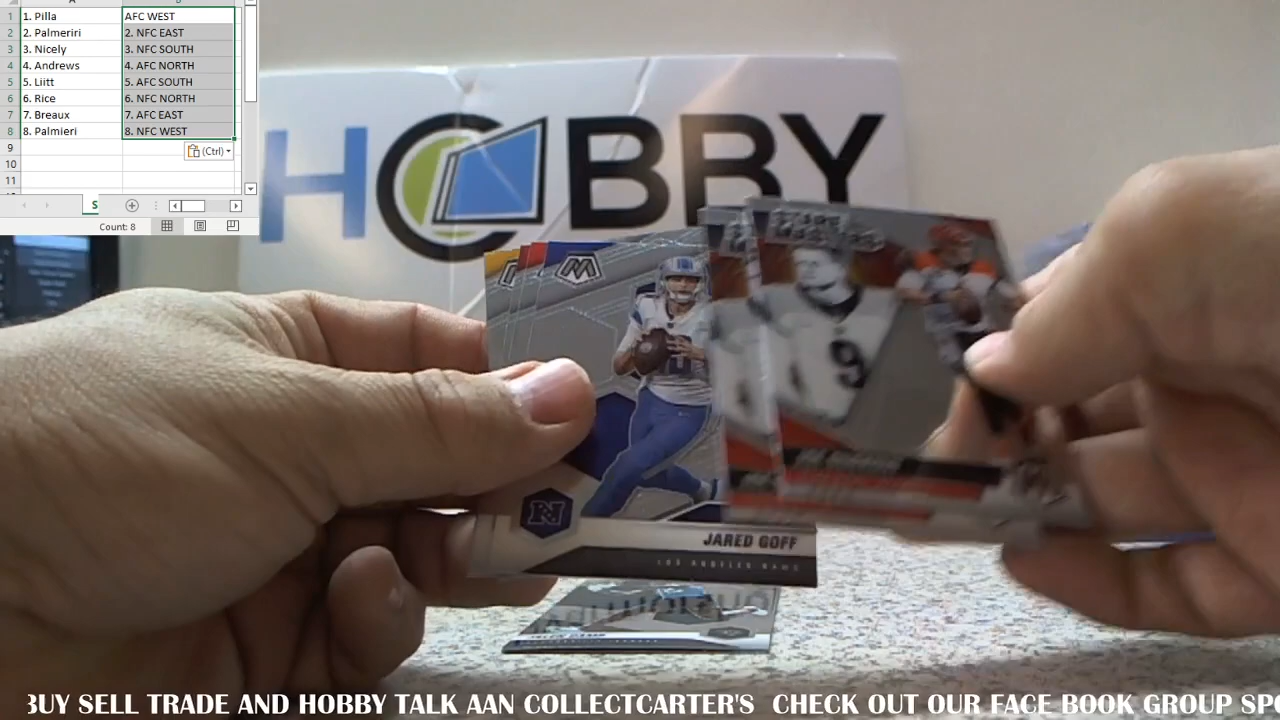 1. Pilla AFC WEST
2. Palmeriri 2. NFC EAST
3. Nicely 3. NFC SOUTH
4. Andrews 4. AFC NORTH
5. Liitt 5. AFC SOUTH
6. Rice 6. NFC NORTH
7. Breaux 7. AFC EAST
8. Palmieri 8. NFC WEST
(Ctrl)
S
Count: 8
HOBBY
M
9
N
JARED GOFF
LOS ANGELES RAMS
BUY SELL TRADE AND HOBBY TALK AAN COLLECTCARTER'S CHECK OUT OUR FACE BOOK GROUP SPO